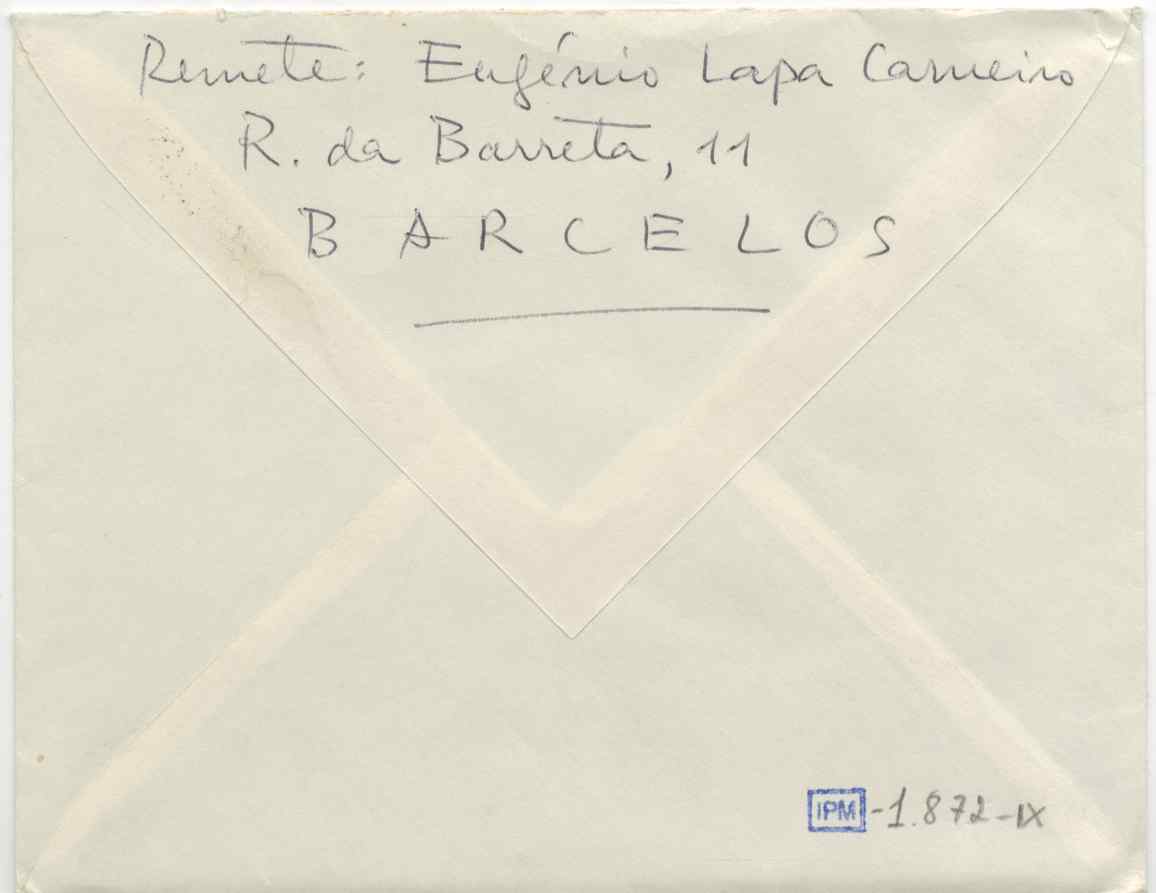 Remete: Eugénio Lapa Carneiro
R. da Barreta, 11
BARCELOS
IPM-1.872-IX